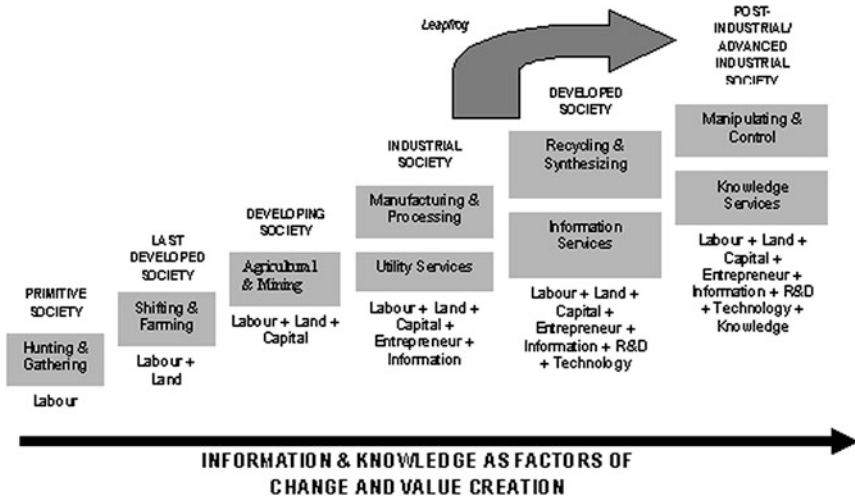 Leapfrog
POST-
INDUSTRIAL/
ADVANCED
INDUSTRIAL
SOCIETY
Manipulating &
Control
Knowledge
Services
Labour + Land +
Capital +
Entrepreneur +
Information + R&D
+ Technology +
Knowledge
DEVELOPED
SOCIETY
Recycling &
Synthesizing
Information
Services
Labour + Land +
Capital +
Entrepreneur +
Information + R&D
+ Technology
INDUSTRIAL
SOCIETY
Manufacturing &
Processing
Utility Services
Labour + Land +
Capital +
Entrepreneur +
Information
DEVELOPING
SOCIETY
Agricultural
& Mining
Labour + Land +
Capital
LAST
DEVELOPED
SOCIETY
Shifting &
Farming
Labour +
Land
PRIMITIVE
SOCIETY
Hunting &
Gathering
Labour
INFORMATION & KNOWLEDGE AS FACTORS OF
CHANGE AND VALUE CREATION